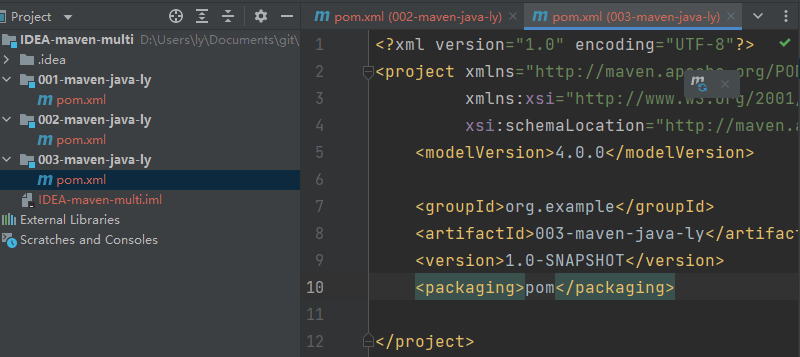 Project
IDEA-maven-multi D:\Users\ly\Documents\git\
.idea
001-maven-java-ly
pom.xml
002-maven-java-ly
pom.xml
003-maven-java-ly
pom.xml
IDEA-maven-multi.iml
External Libraries
Scratches and Consoles
pom.xml (002-maven-java-ly)
pom.xml (003-maven-java-ly)
1 <?xml version="1.0" encoding="UTF-8"?>
2 <project xmlns="http://maven.apache.org/PO
3 xmlns:xsi="http://www.w3.org/2001/
4 xsi:schemaLocation="http://maven.a
5 <modelVersion>4.0.0</modelVersion>
6
7 <groupId>org.example</groupId>
8 <artifactId>003-maven-java-ly</artifac
9 <version>1.0-SNAPSHOT</version>
10 <packaging>pom</packaging>
11
12 </project>